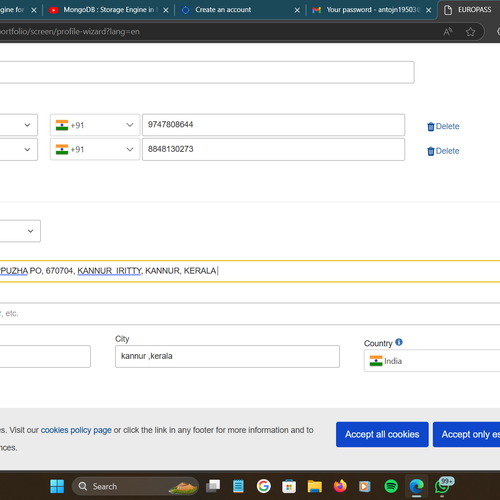 gine for
MongoDB : Storage Engine in
Create an account
Your password - antojn19503
EUROPASS
portfolio/screen/profile-wizard?lang=en
+91
9747808644
Delete
+91
8848130273
Delete
PUZHA PO, 670704, KANNUR IRITTY, KANNUR, KERALA
, etc.
City
Country
kannur ,kerala
India
s. Visit our cookies policy page or click the link in any footer for more information and to
nces.
Accept all cookies
Accept only es
Search
99+